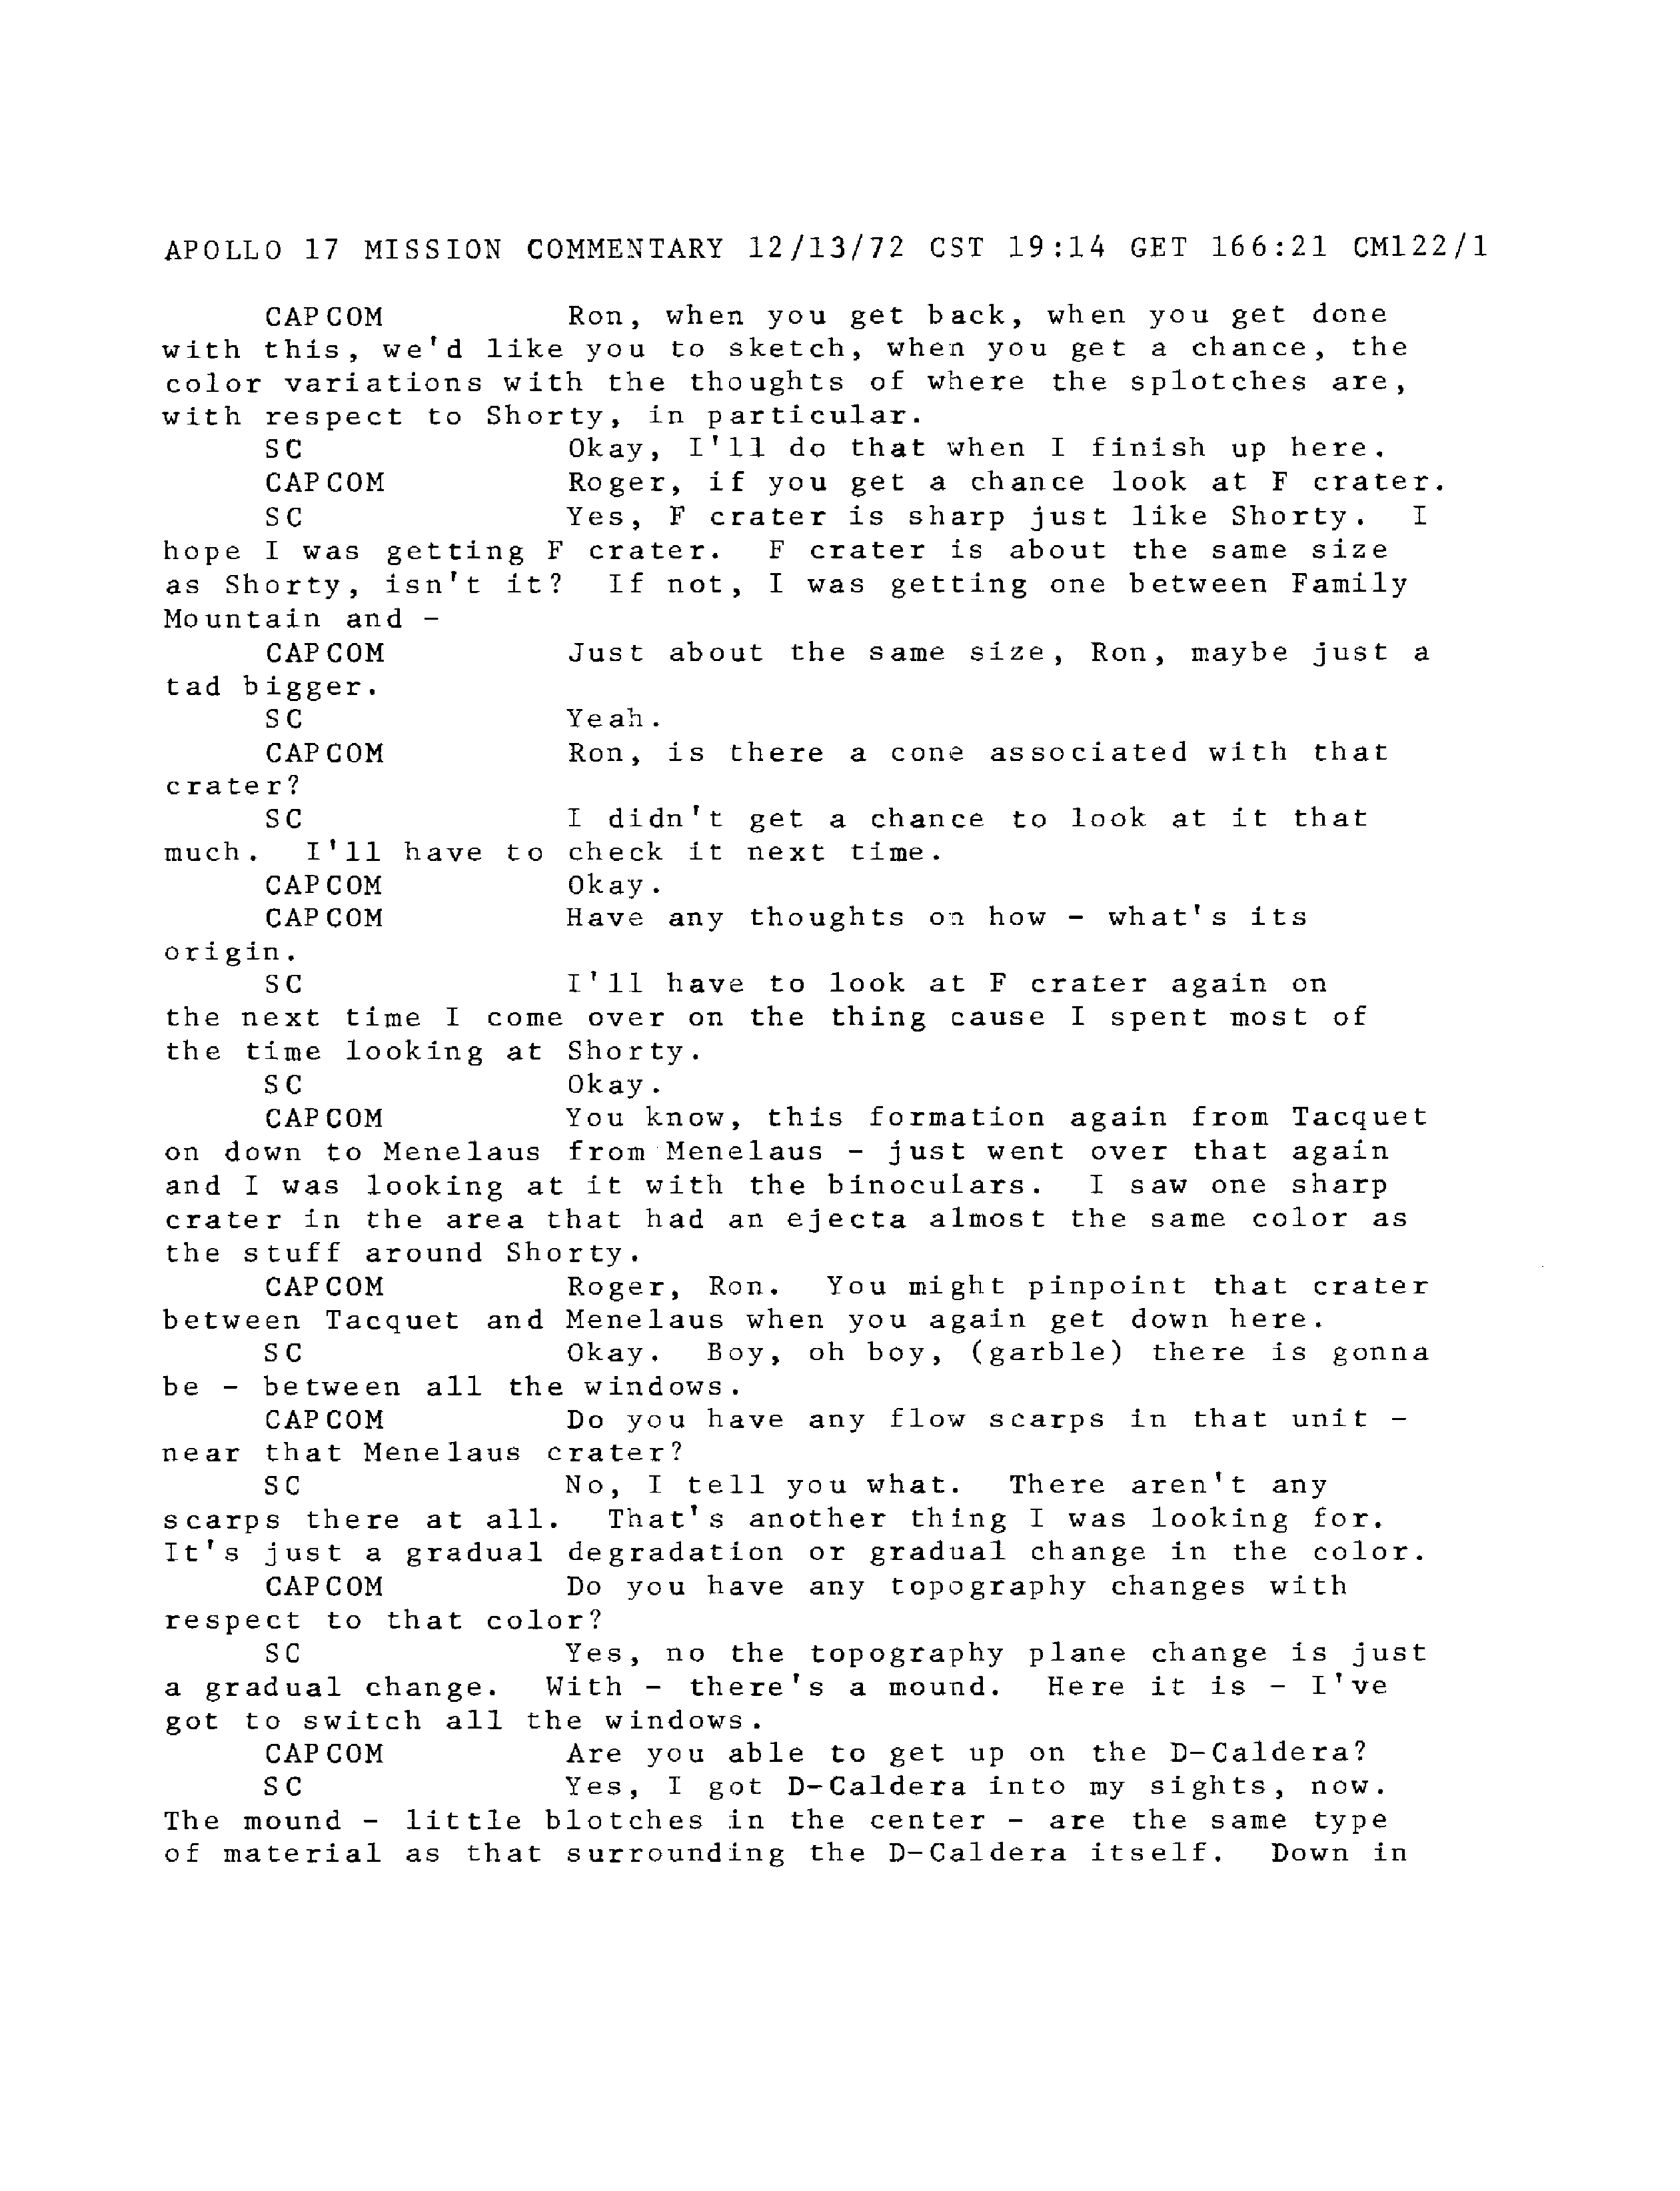 APOLLO 17 MISSION COMMENTARY 12/13/72 CST 19:14 GET 166:21 CM122/1
CAPCOM Ron, when you get back, when you get done
with this, we'd like you to sketch, when you get a chance, the
color variations with the thoughts of where the splotches are,
with respect to Shorty, in particular.
SC Okay, I'll do that when I finish up here.
CAPCOM Roger, if you get a chance look at F crater.
SC Yes, F crater is sharp just like Shorty. I
hope I was getting F crater. F crater is about the same size
as Shorty, isn't it? If not, I was getting one between Family
Mountain and -
CAPCOM Just about the same size, Ron, maybe just a
tad bigger.
SC Yeah.
CAPCOM Ron, is there a cone associated with that
crater?
SC I didn't get a chance to look at it that
much. I'll have to check it next time.
CAPCOM Okay.
CAPCOM Have any thoughts on how - what's its
origin.
SC I'll have to look at F crater again on
the next time I come over on the thing cause I spent most of
the time looking at Shorty.
SC Okay.
CAPCOM You know, this formation again from Tacquet
on down to Menelaus from Menelaus - just went over that again
and I was looking at it with the binoculars. I saw one sharp
crater in the area that had an ejecta almost the same color as
the stuff around Shorty.
CAPCOM Roger, Ron. You might pinpoint that crater
between Tacquet and Menelaus when you again get down here.
SC Okay. Boy, oh boy, (garble) there is gonna
be - between all the windows.
CAPCOM Do you have any flow scarps in that unit -
near that Menelaus crater?
SC No, I tell you what. There aren't any
scarps there at all. That's another thing I was looking for.
It's just a gradual degradation or gradual change in the color.
CAPCOM Do you have any topography changes with
respect to that color?
SC Yes, no the topography plane change is just
a gradual change. With - there's a mound. Here it is - I've
got to switch all the windows.
CAPCOM Are you able to get up on the D-Caldera?
SC Yes, I got D-Caldera into my sights, now.
The mound - little blotches in the center - are the same type
of material as that surrounding the D-Caldera itself. Down in